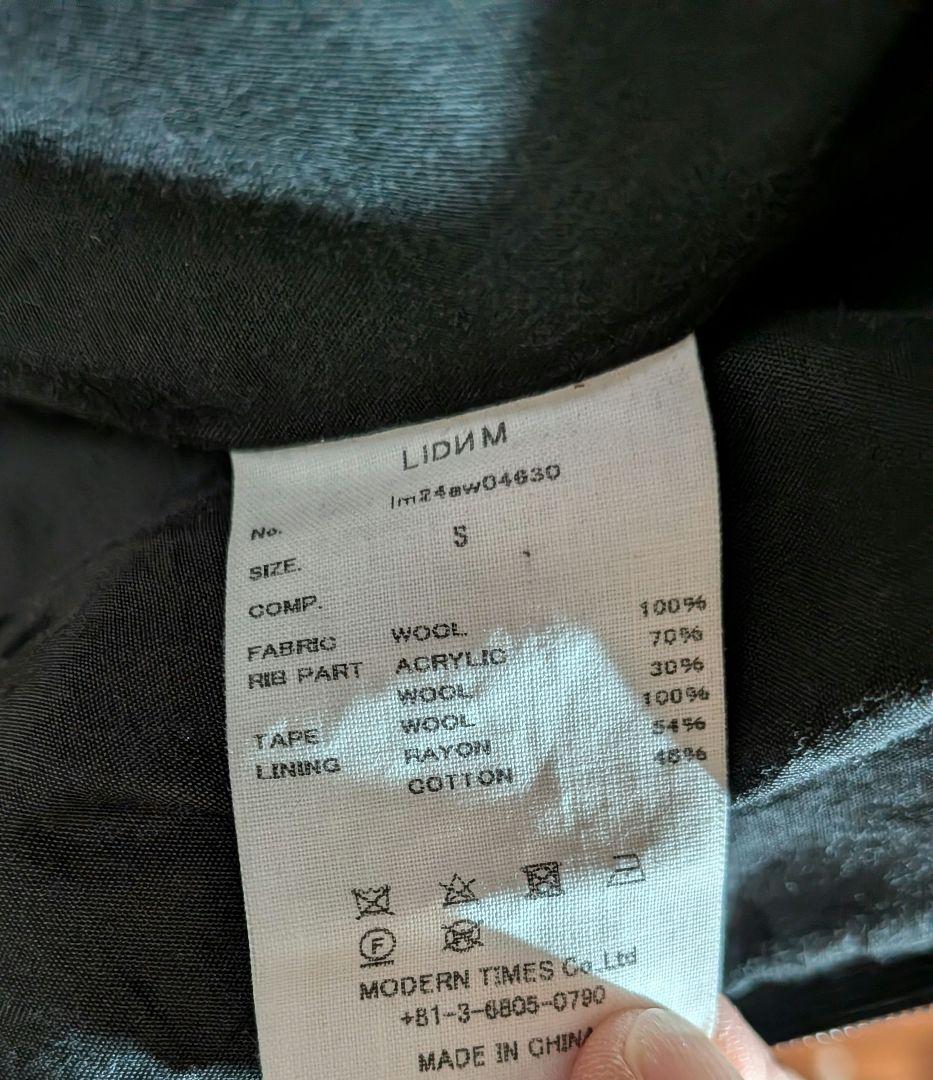 LIDИM
No. lm24aw04630
SIZE. S
COMP.
FABRIC WOOL 100%
RIB PART ACRYLIC 70%
WOOL 30%
TAPE WOOL 100%
LINING RAYON 54%
COTTON 46%
F
MODERN TIMES Co.,Ltd
+81-3-6805-0790
MADE IN CHINA